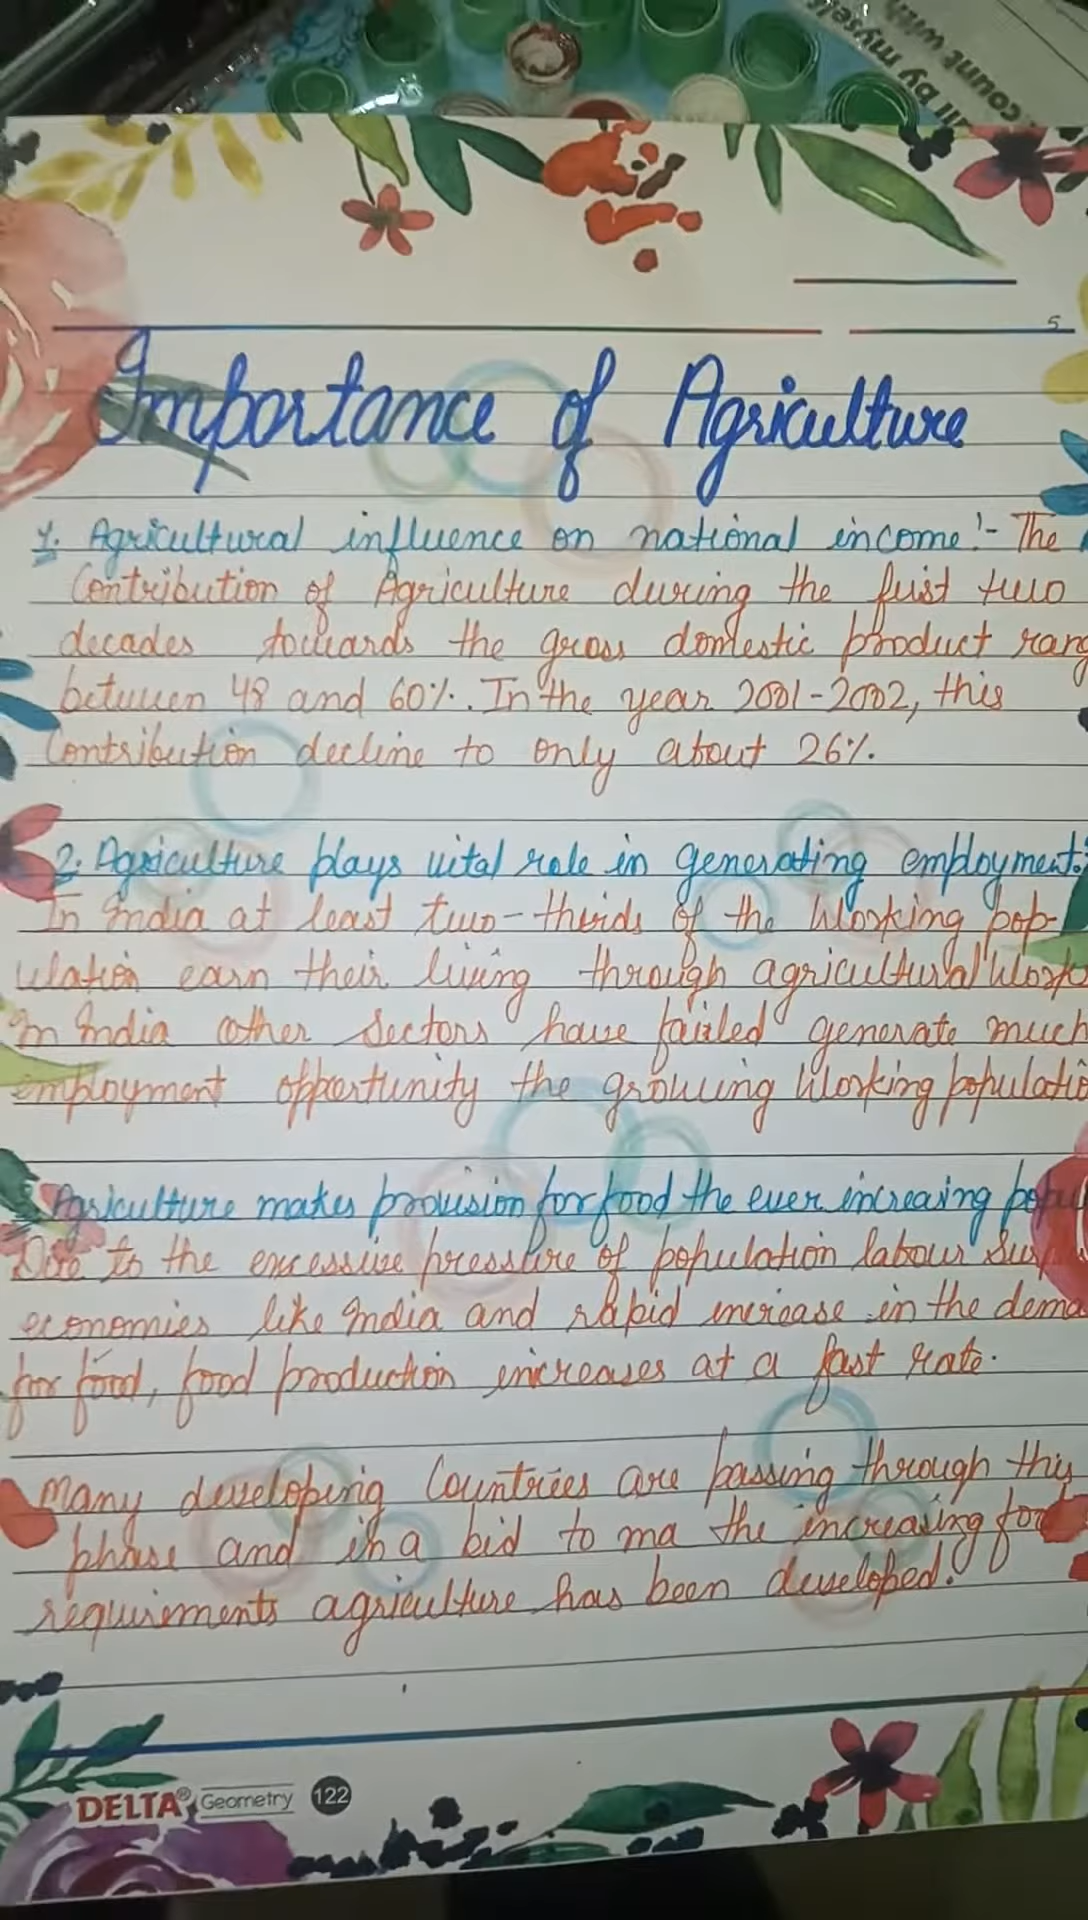 ll by myself
count with
5
Importance of Agriculture
1. Agricultural influence on national income:- The
Contribution of Agriculture during the first two
decades towards the gross domestic product rang
between 48 and 60%. In the year 2001-2002, this
Contribution decline to only about 26%.
2. Agriculture plays vital role in generating employment:
In India at least two-thirds of the Working pop-
ulation earn their living through agricultural Work
In India other Sectors have failed generate much
employment opportunity the growing Working populatio
Agriculture makes provision for food the ever increasing popu
Due to the excessive pressure of population labour Surp
economies like India and rapid increase in the dema
for food, food production increases at a fast rate.
Many developing Countries are passing through this
phase and in a bid to ma the increasing foo
requirements agriculture has been developed.
DELTA® Geometry 122